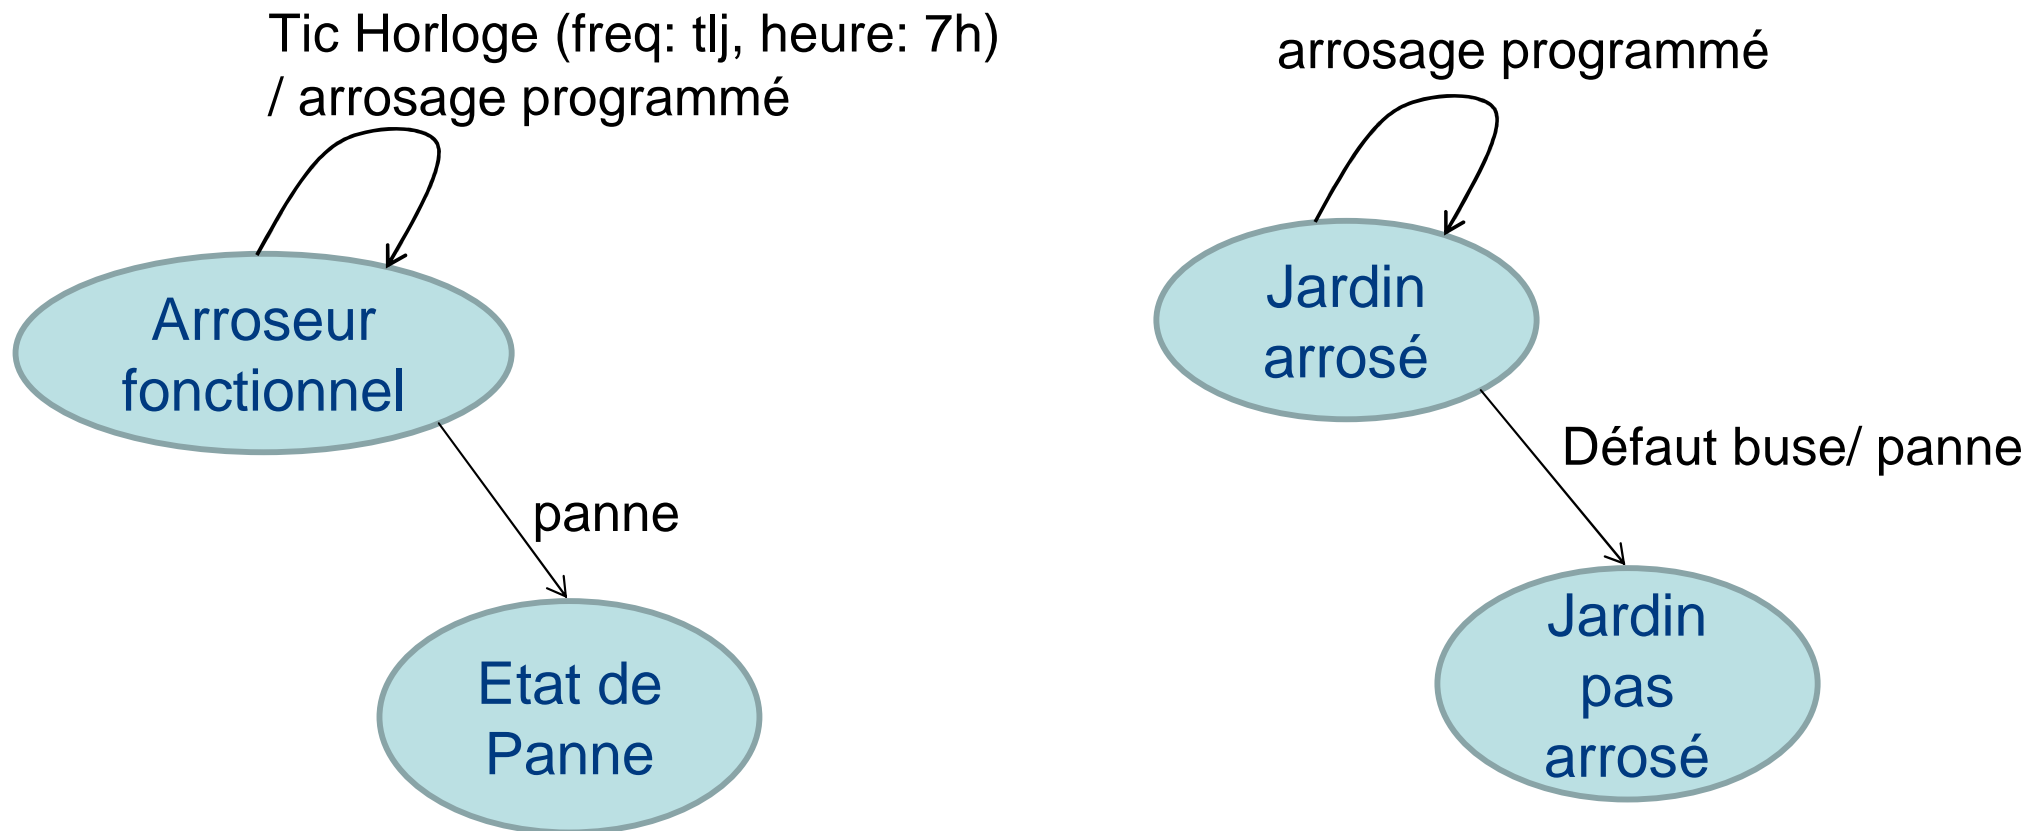 Tic Horloge (freq: tlj, heure: 7h)
/ arrosage programmé
Arroseur
fonctionnel
panne
Etat de
Panne
arrosage programmé
Jardin
arrosé
Défaut buse/ panne
Jardin
pas
arrosé